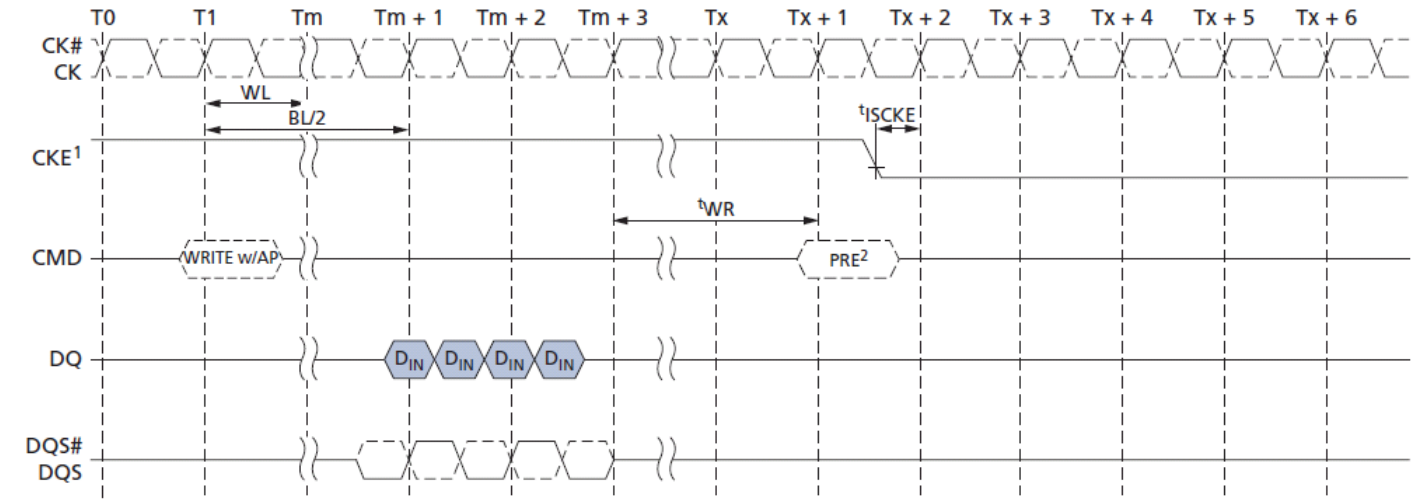 T0 T1 Tm Tm + 1 Tm + 2 Tm + 3 Tx Tx + 1 Tx + 2 Tx + 3 Tx + 4 Tx + 5 Tx + 6
CK#
CK
WL
BL/2
tISCKE
CKE1
tWR
CMD WRITE w/AP PRE2
DQ DIN DIN DIN DIN
DQS#
DQS